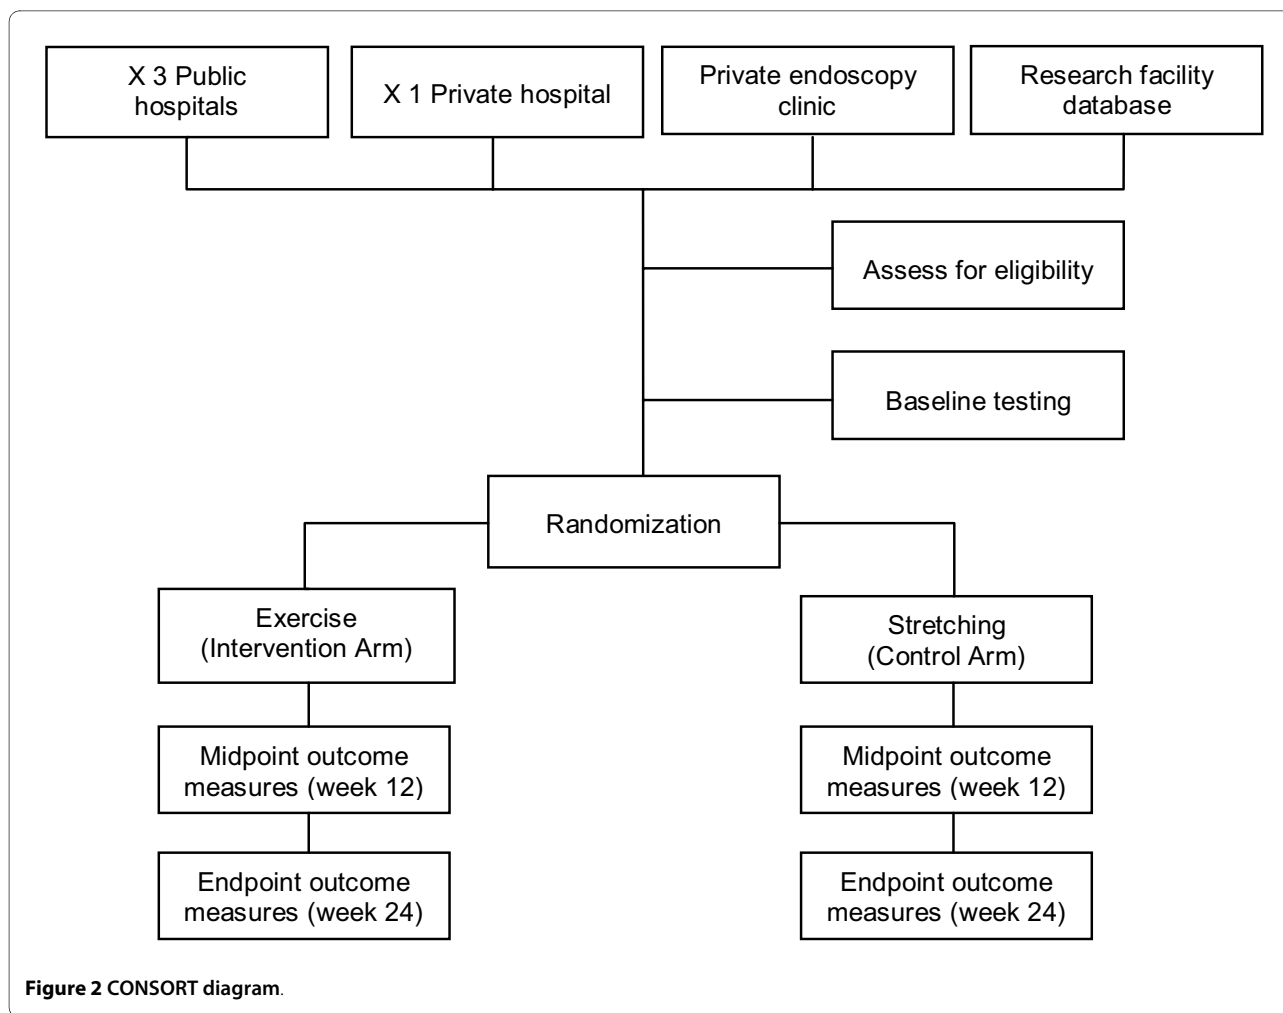 X 3 Public
hospitals
X 1 Private hospital
Private endoscopy
clinic
Research facility
database
Assess for eligibility
Baseline testing
Randomization
Exercise
(Intervention Arm)
Stretching
(Control Arm)
Midpoint outcome
measures (week 12)
Midpoint outcome
measures (week 12)
Endpoint outcome
measures (week 24)
Endpoint outcome
measures (week 24)
Figure 2 CONSORT diagram.